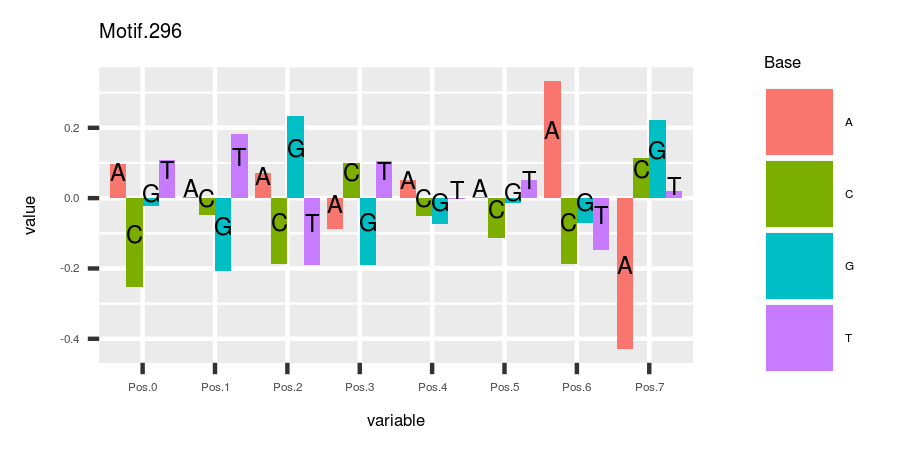 Motif.296
Base
A
C
G
T
value
0.2
0.0
-0.2
-0.4
A C G T A C G T A C G T A C G T A C G T A C G T A C G T A C G T
Pos.0 Pos.1 Pos.2 Pos.3 Pos.4 Pos.5 Pos.6 Pos.7
variable